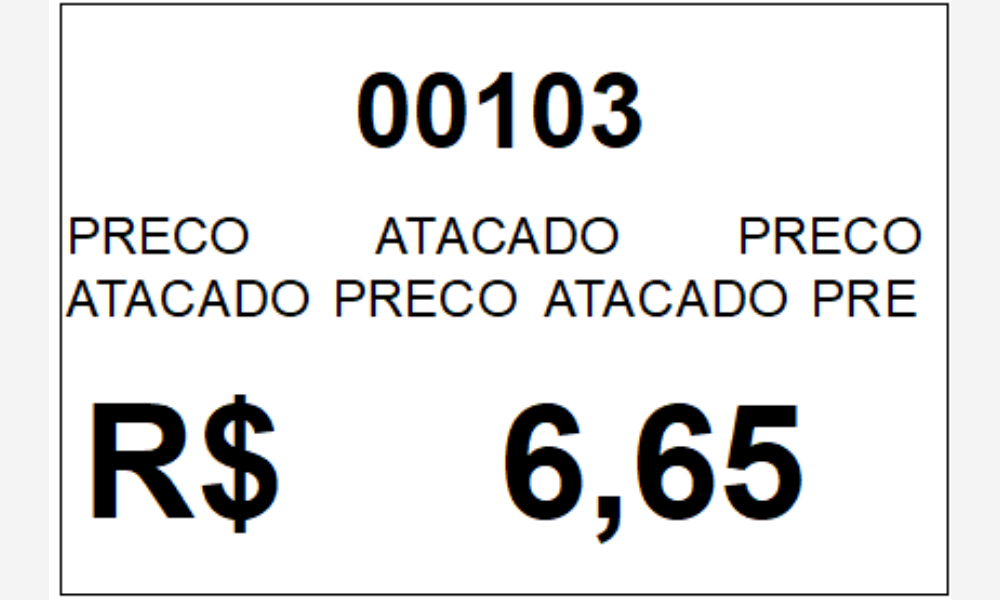 00103
PRECO ATACADO PRECO
ATACADO PRECO ATACADO PRE
R$ 6,65